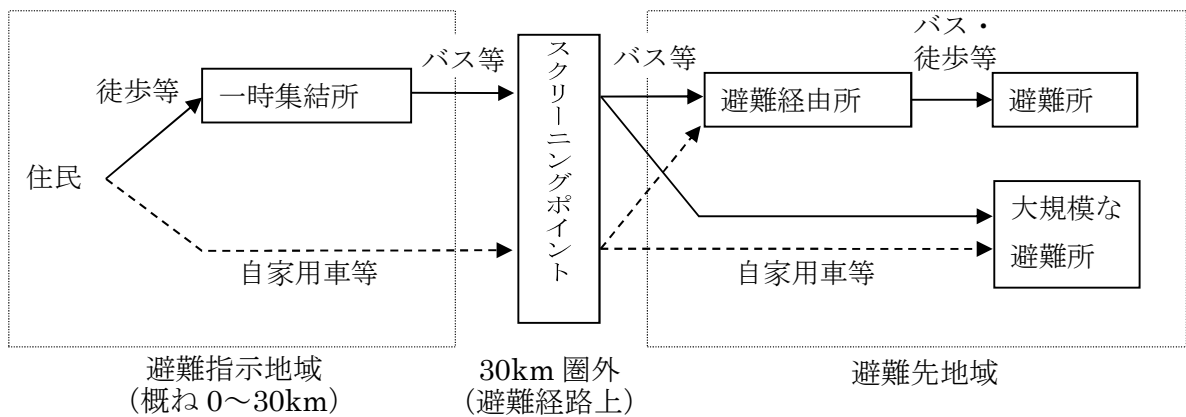 バス・
徒歩等
バス等
バス等
徒歩等
一時集結所
スクリーニングポイント
避難経由所
避難所
住民
大規模な
避難所
自家用車等
自家用車等
避難指示地域
(概ね 0～30km)
30km 圏外
(避難経路上)
避難先地域